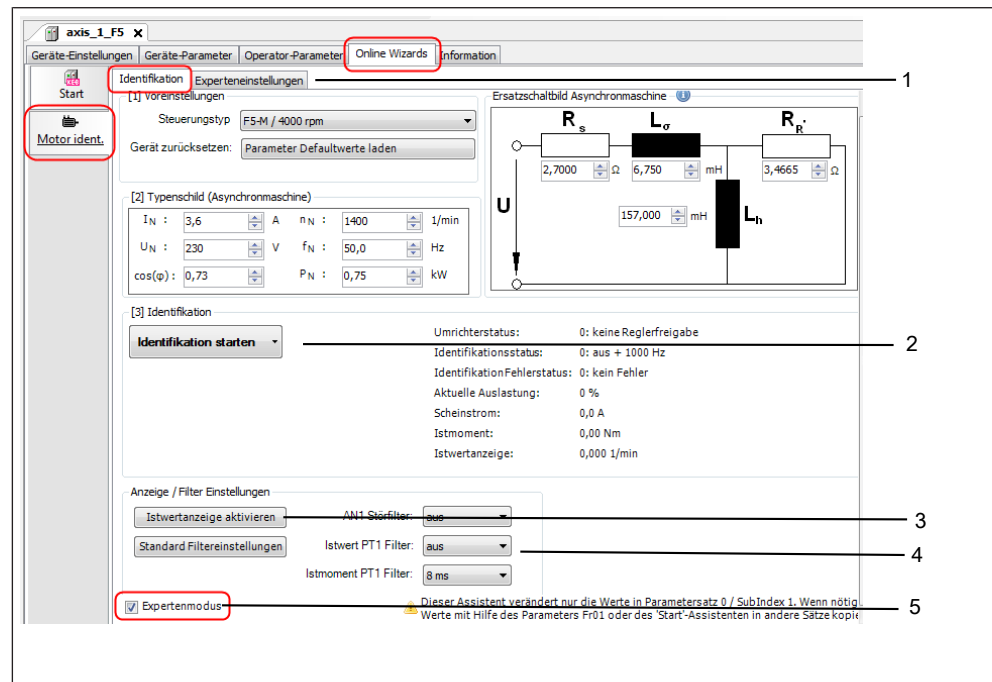 axis_1_F5 x
Geräte-Einstellungen Geräte-Parameter Operator-Parameter Online Wizards Information
Start
Motor ident.
Identifikation Experteneinstellungen
1
[1] Voreinstellungen
Steuerungstyp F5-M / 4000 rpm
Gerät zurücksetzen: Parameter Defaultwerte laden
Ersatzschaltbild Asynchronmaschine
Rs Lσ RR'
2,7000 Ω 6,750 mH 3,4665 Ω
U
157,000 mH Lh
[2] Typenschild (Asynchronmaschine)
IN : 3,6 A nN : 1400 1/min
UN : 230 V fN : 50,0 Hz
cos(φ) : 0,73 PN : 0,75 kW
[3] Identifikation
Identifikation starten
2
Umrichterstatus: 0: keine Reglerfreigabe
Identifikationsstatus: 0: aus + 1000 Hz
Identifikation Fehlerstatus: 0: kein Fehler
Aktuelle Auslastung: 0 %
Scheinstrom: 0,0 A
Istmoment: 0,00 Nm
Istwertanzeige: 0,000 1/min
Anzeige / Filter Einstellungen
Istwertanzeige aktivieren AN1 Störfilter: aus
3
Standard Filtereinstellungen Istwert PT1 Filter: aus
4
Istmoment PT1 Filter: 8 ms
Expertenmodus
5
Dieser Assistent verändert nur die Werte in Parametersatz 0 / SubIndex 1. Wenn nötig
Werte mit Hilfe des Parameters Fr01 oder des 'Start'-Assistenten in andere Sätze kopie